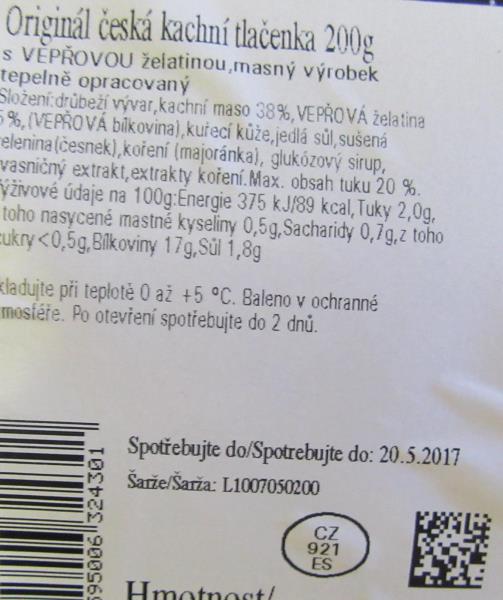 Originál česká kachní tlačenka 200g
s VEPŘOVOU želatinou,masný výrobek
tepelně opracovaný
Složení:drůbeží vývar,kachní maso 38%,VEPŘOVÁ želatina
5%,(VEPŘOVÁ bílkovina),kuřecí kůže,jedlá sůl,sušená
elenina(česnek),koření (majoránka), glukózový sirup,
vasničný extrakt,extrakty koření.Max. obsah tuku 20 %.
ýživové údaje na 100g:Energie 375 kJ/89 kcal,Tuky 2,0g,
toho nasycené mastné kyseliny 0,5g,Sacharidy 0,7g,z toho
ukry<0,5g,Bílkoviny 17g,Sůl 1,8g
kladujte při teplotě 0 až +5 °C. Baleno v ochranné
mosféře. Po otevření spotřebujte do 2 dnů.
Spotřebujte do/Spotrebujte do: 20.5.2017
Šarže/Šarža: L1007050200
595006 324301
CZ
921
ES
Hmotnost/